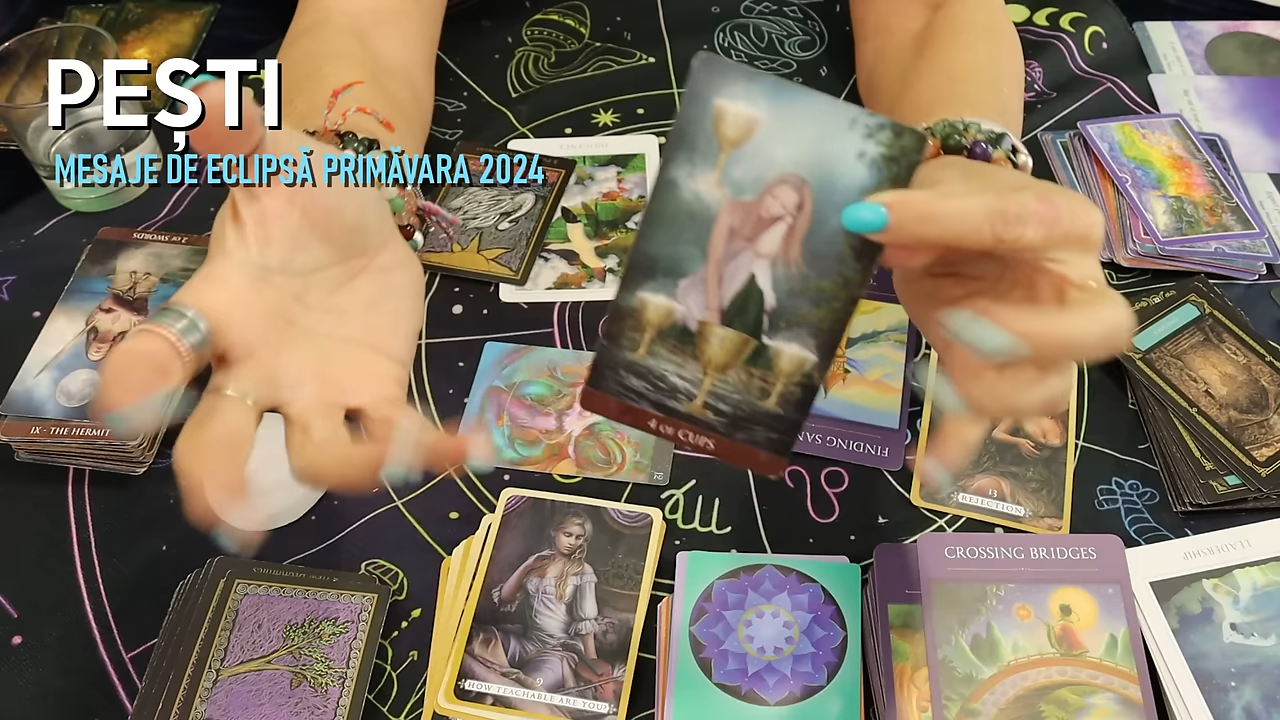 PEȘTI
MESAJE DE ECLIPSĂ PRIMĂVARA 2024
2 OF SWORDS
IX - THE HERMIT
4 OF CUPS
FINDING SAN
13
REJECTION
LEADERSHIP
CROSSING BRIDGES
9
HOW TEACHABLE ARE YOU?